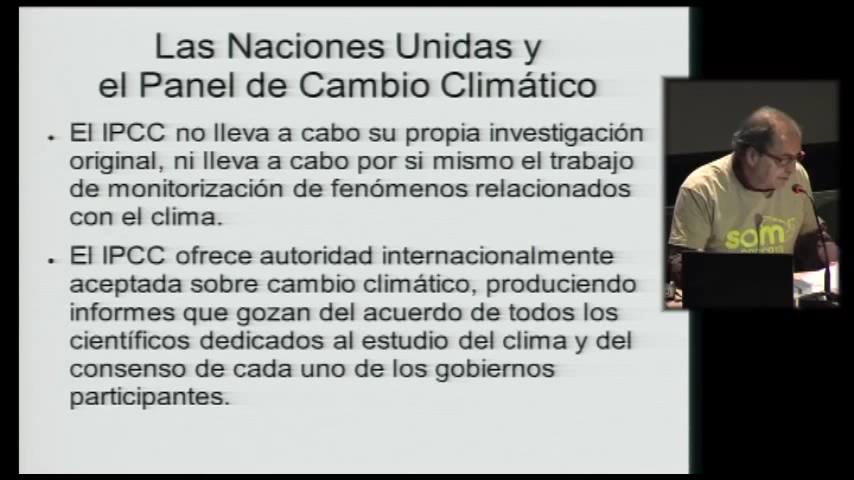 Las Naciones Unidas y
el Panel de Cambio Climático
• El IPCC no lleva a cabo su propia investigación
original, ni lleva a cabo por si mismo el trabajo
de monitorización de fenómenos relacionados
con el clima.
• El IPCC ofrece autoridad internacionalmente
aceptada sobre cambio climático, produciendo
informes que gozan del acuerdo de todos los
científicos dedicados al estudio del clima y del
consenso de cada uno de los gobiernos
participantes.
som